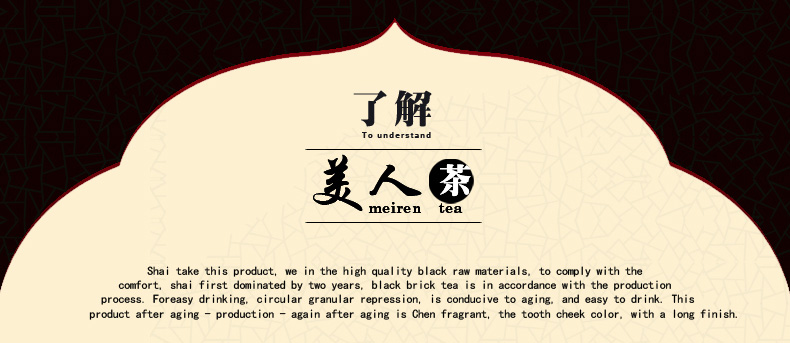 了解
To understand
美人茶
meiren tea
Shai take this product, we in the high quality black raw materials, to comply with the
comfort, shai first dominated by two years, black brick tea is in accordance with the production
process. Foreasy drinking, circular granular repression, is conducive to aging, and easy to drink. This
product after aging - production - again after aging is Chen fragrant, the tooth cheek color, with a long finish.